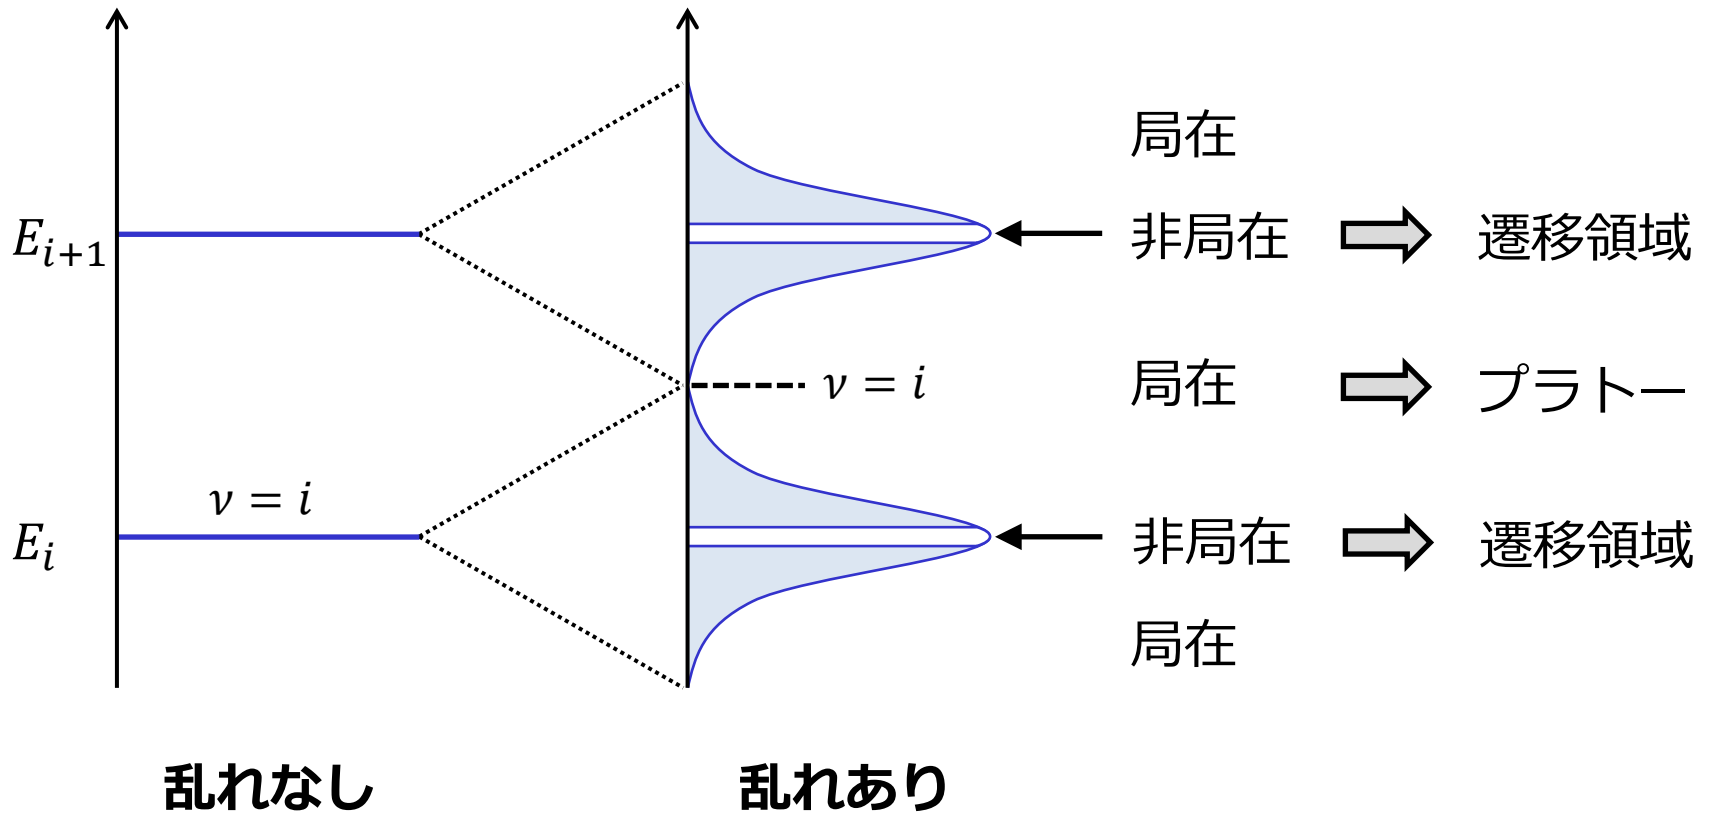 局在
E_{i+1}
非局在
遷移領域
ν = i
局在
プラトー
ν = i
E_i
非局在
遷移領域
局在
乱れなし
乱れあり